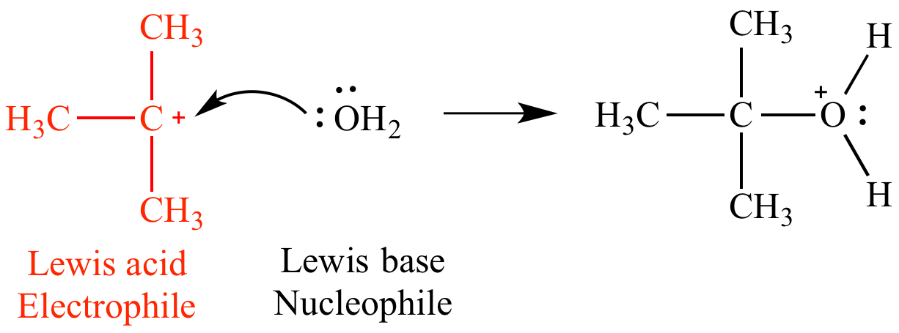 CH₃
H₃C C +
:ÖH₂
CH₃
Lewis acid
Electrophile
Lewis base
Nucleophile
CH₃
H
H₃C C
+
O:
CH₃
H